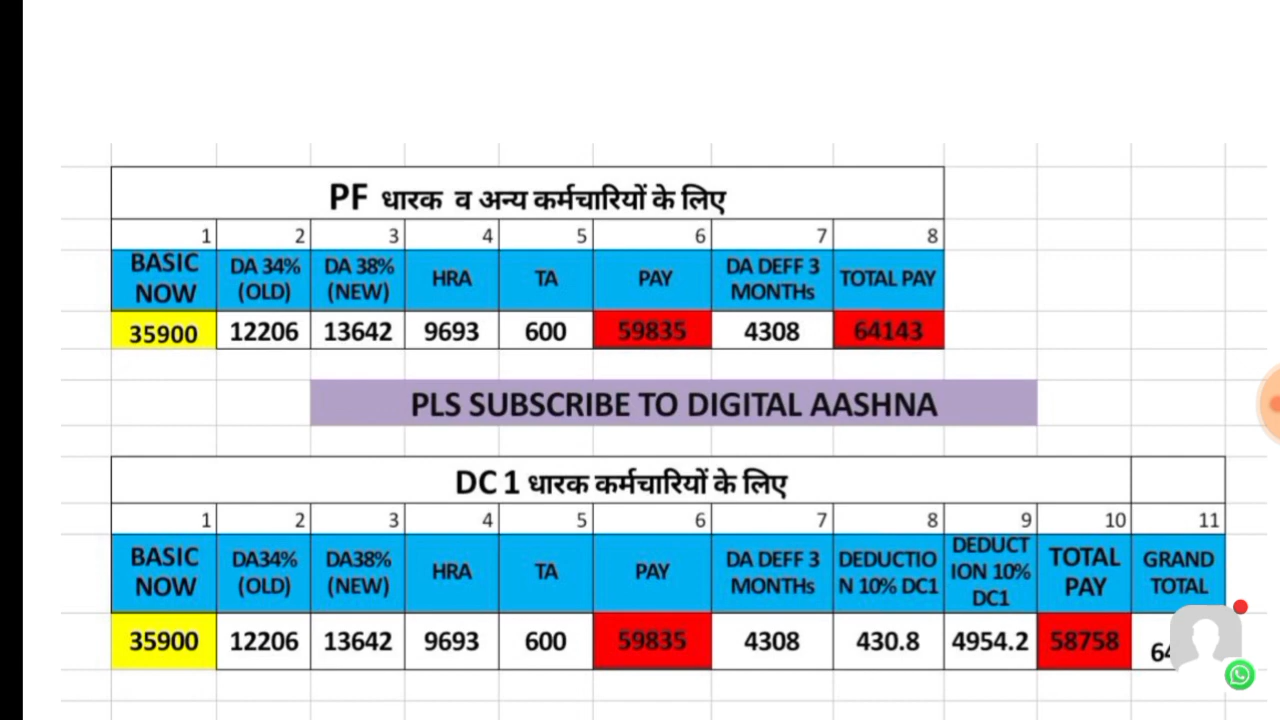 PF धारक व अन्य कर्मचारियों के लिए
1 2 3 4 5 6 7 8
BASIC NOW DA 34% (OLD) DA 38% (NEW) HRA TA PAY DA DEFF 3 MONTHs TOTAL PAY
35900 12206 13642 9693 600 59835 4308 64143
PLS SUBSCRIBE TO DIGITAL AASHNA
DC 1 धारक कर्मचारियों के लिए
1 2 3 4 5 6 7 8 9 10 11
BASIC NOW DA34% (OLD) DA38% (NEW) HRA TA PAY DA DEFF 3 MONTHs DEDUCTIO N 10% DC1 DEDUCT ION 10% DC1 TOTAL PAY GRAND TOTAL
35900 12206 13642 9693 600 59835 4308 430.8 4954.2 58758